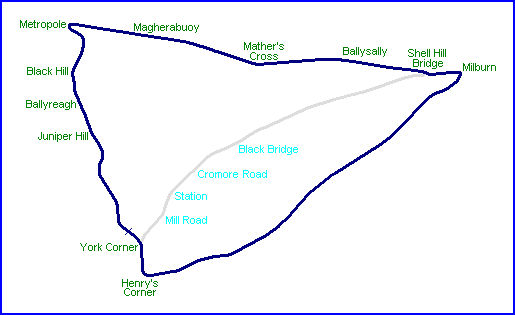 Metropole
Magherabuoy
Mather's
Cross
Ballysally
Shell Hill
Bridge
Milburn
Black Hill
Ballyreagh
Juniper Hill
Black Bridge
Cromore Road
Station
Mill Road
York Corner
Henry's
Corner